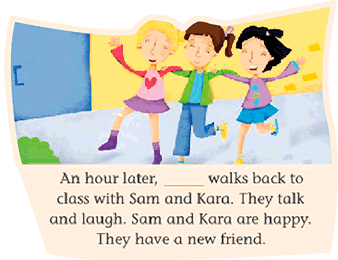 An hour later, _____ walks back to
class with Sam and Kara. They talk
and laugh. Sam and Kara are happy.
They have a new friend.